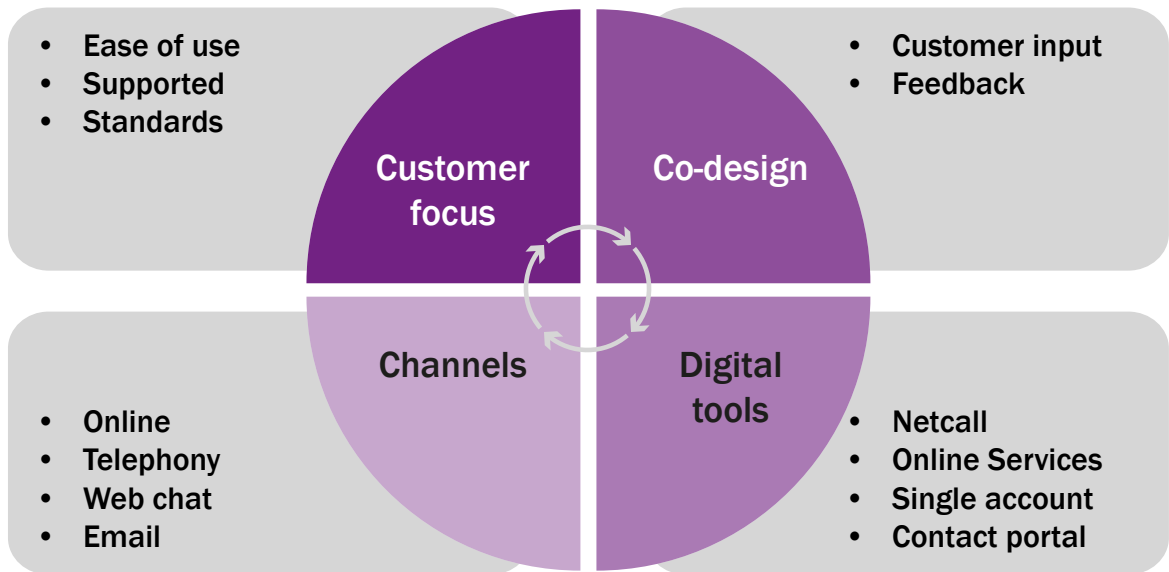 • Ease of use
• Supported
• Standards
Customer
focus
Co-design
• Customer input
• Feedback
Channels
• Online
• Telephony
• Web chat
• Email
Digital
tools
• Netcall
• Online Services
• Single account
• Contact portal